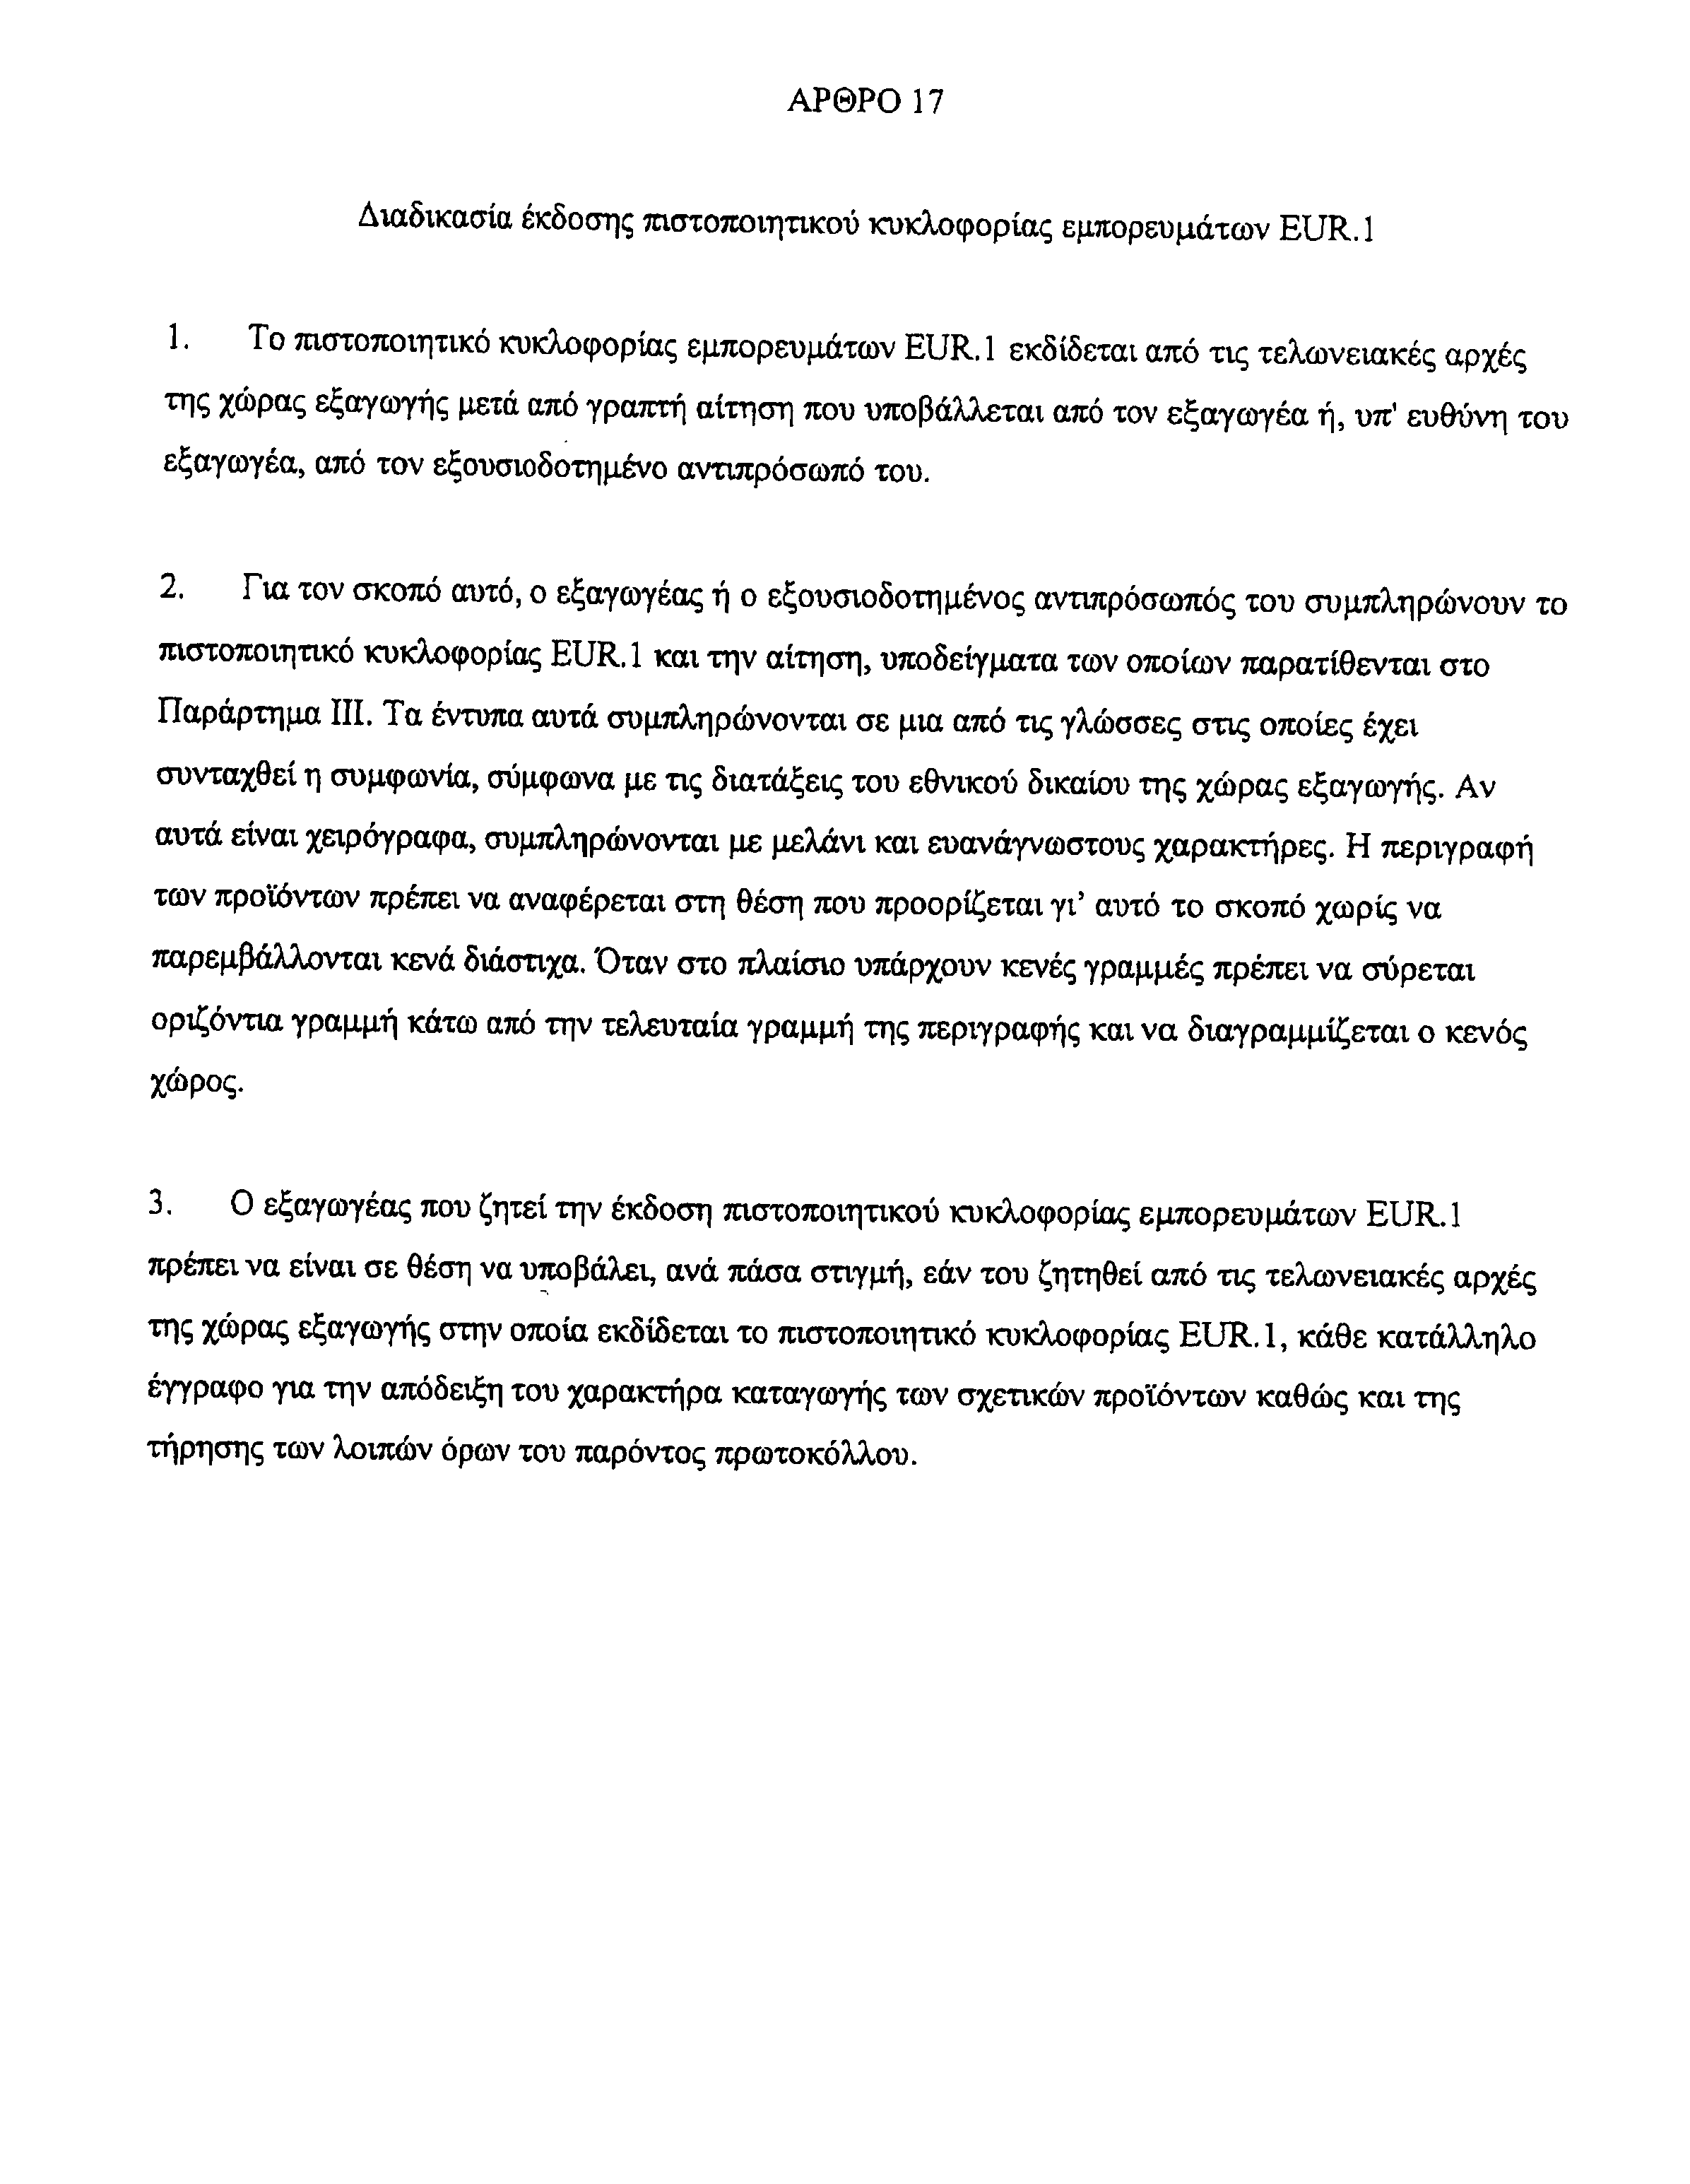 ΑΡΘΡΟ 17
Διαδικασία έκδοσης πιστοποιητικού κυκλοφορίας εμπορευμάτων EUR.1
1. Το πιστοποιητικό κυκλοφορίας εμπορευμάτων EUR.1 εκδίδεται από τις τελωνειακές αρχές
της χώρας εξαγωγής μετά από γραπτή αίτηση που υποβάλλεται από τον εξαγωγέα ή, υπ' ευθύνη του
εξαγωγέα, από τον εξουσιοδοτημένο αντιπρόσωπό του.
2. Για τον σκοπό αυτό, ο εξαγωγέας ή ο εξουσιοδοτημένος αντιπρόσωπός του συμπληρώνουν το
πιστοποιητικό κυκλοφορίας EUR.1 και την αίτηση, υποδείγματα των οποίων παρατίθενται στο
Παράρτημα III. Τα έντυπα αυτά συμπληρώνονται σε μια από τις γλώσσες στις οποίες έχει
συνταχθεί η συμφωνία, σύμφωνα με τις διατάξεις του εθνικού δικαίου της χώρας εξαγωγής. Αν
αυτά είναι χειρόγραφα, συμπληρώνονται με μελάνι και ευανάγνωστους χαρακτήρες. Η περιγραφή
των προϊόντων πρέπει να αναφέρεται στη θέση που προορίζεται γι’ αυτό το σκοπό χωρίς να
παρεμβάλλονται κενά διάστιχα. Όταν στο πλαίσιο υπάρχουν κενές γραμμές πρέπει να σύρεται
οριζόντια γραμμή κάτω από την τελευταία γραμμή της περιγραφής και να διαγραμμίζεται ο κενός
χώρος.
3. Ο εξαγωγέας που ζητεί την έκδοση πιστοποιητικού κυκλοφορίας εμπορευμάτων EUR.1
πρέπει να είναι σε θέση να υποβάλει, ανά πάσα στιγμή, εάν του ζητηθεί από τις τελωνειακές αρχές
της χώρας εξαγωγής στην οποία εκδίδεται το πιστοποιητικό κυκλοφορίας EUR.1, κάθε κατάλληλο
έγγραφο για την απόδειξη του χαρακτήρα καταγωγής των σχετικών προϊόντων καθώς και της
τήρησης των λοιπών όρων του παρόντος πρωτοκόλλου.